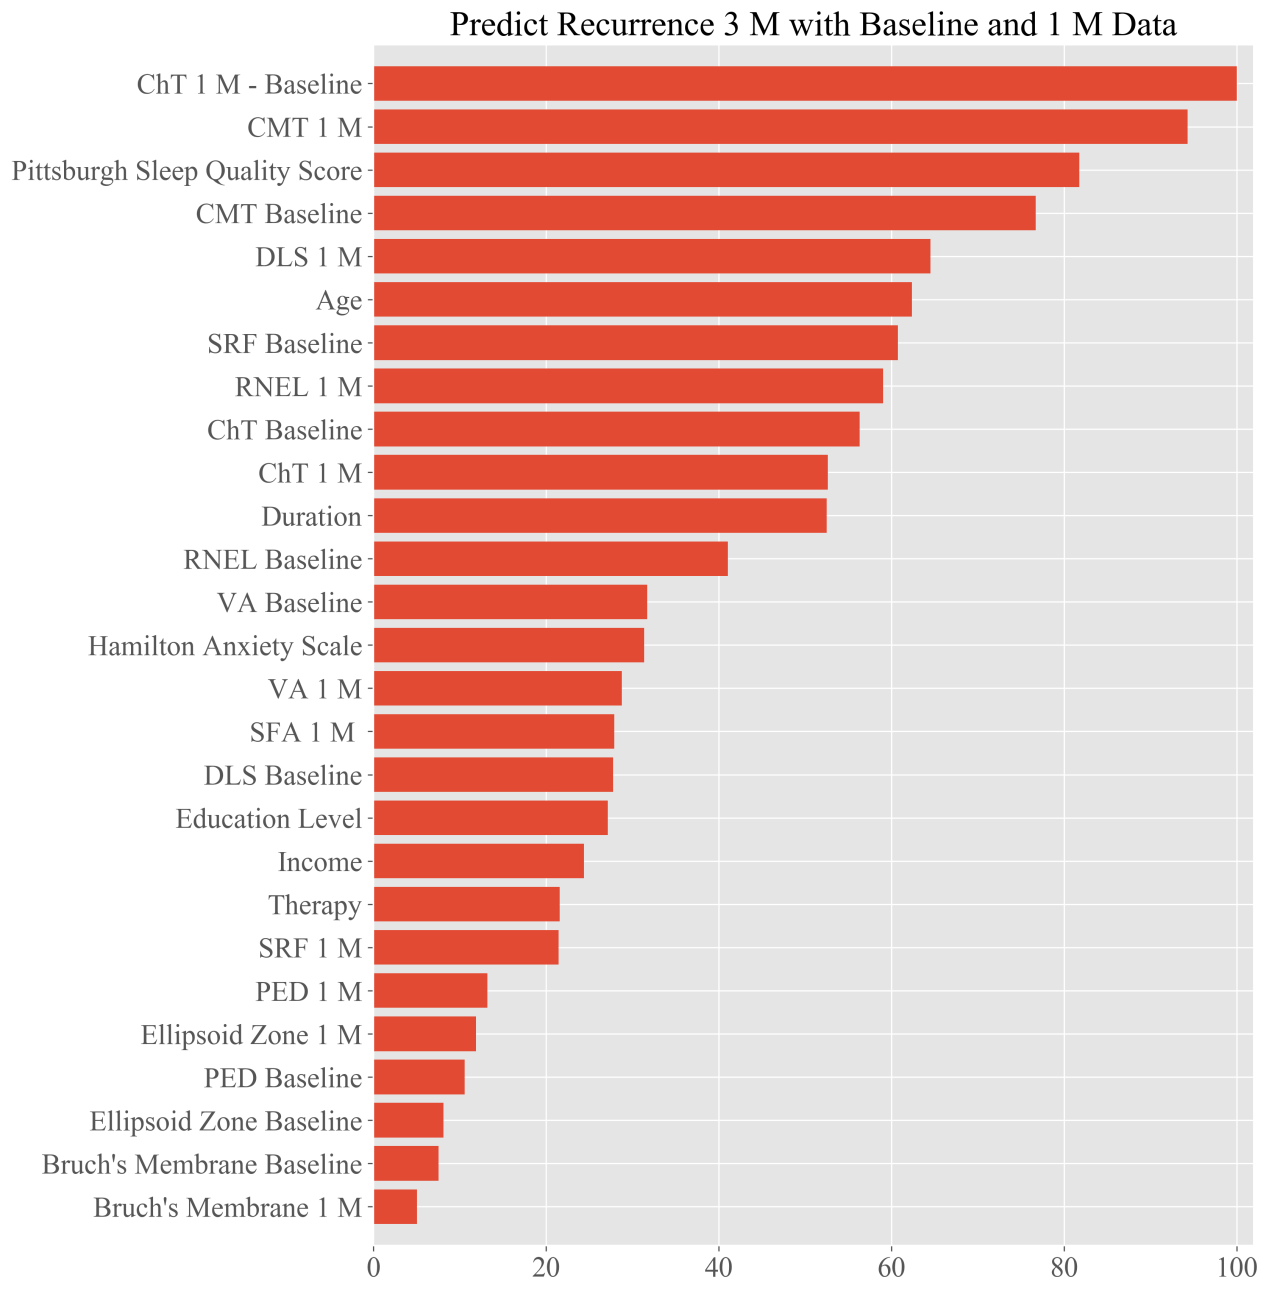 Predict Recurrence 3 M with Baseline and 1 M Data
ChT 1 M - Baseline
CMT 1 M
Pittsburgh Sleep Quality Score
CMT Baseline
DLS 1 M
Age
SRF Baseline
RNEL 1 M
ChT Baseline
ChT 1 M
Duration
RNEL Baseline
VA Baseline
Hamilton Anxiety Scale
VA 1 M
SFA 1 M
DLS Baseline
Education Level
Income
Therapy
SRF 1 M
PED 1 M
Ellipsoid Zone 1 M
PED Baseline
Ellipsoid Zone Baseline
Bruch's Membrane Baseline
Bruch's Membrane 1 M
0 20 40 60 80 100